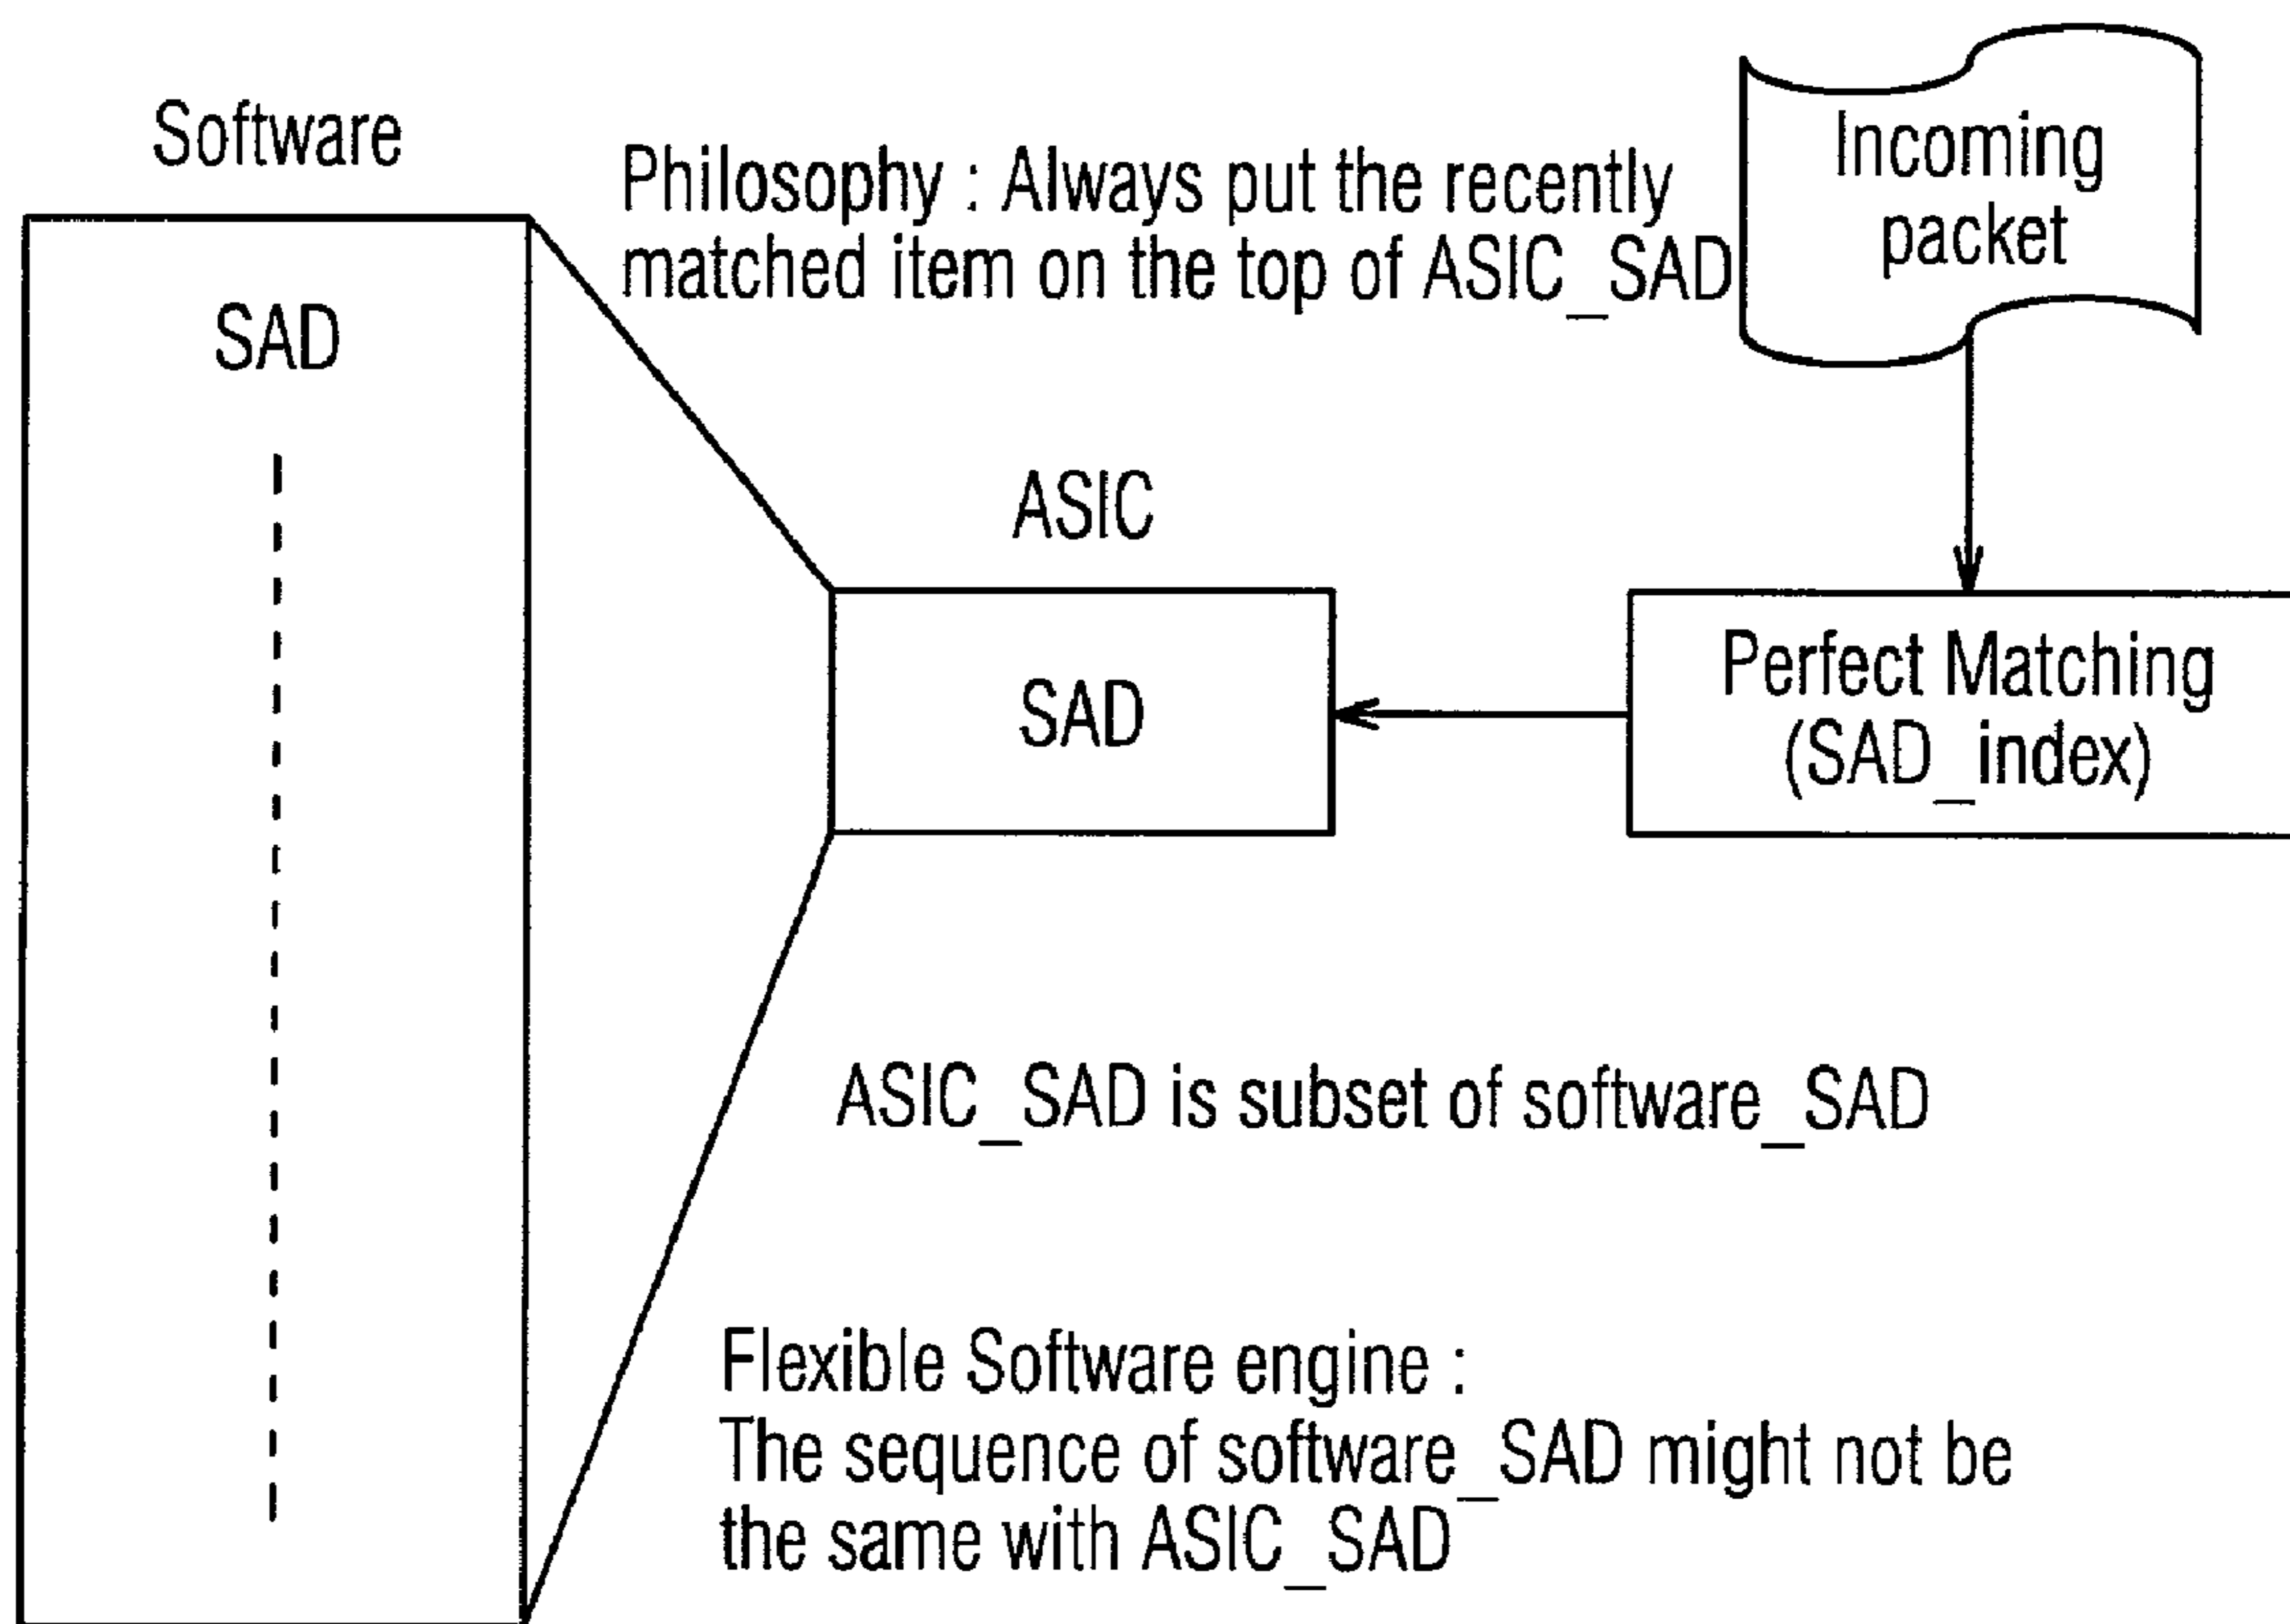 Software
SAD
Philosophy : Always put the recently
matched item on the top of ASIC_SAD
Incoming
packet
ASIC
SAD
Perfect Matching
(SAD_index)
ASIC_SAD is subset of software_SAD
Flexible Software engine :
The sequence of software_SAD might not be
the same with ASIC_SAD